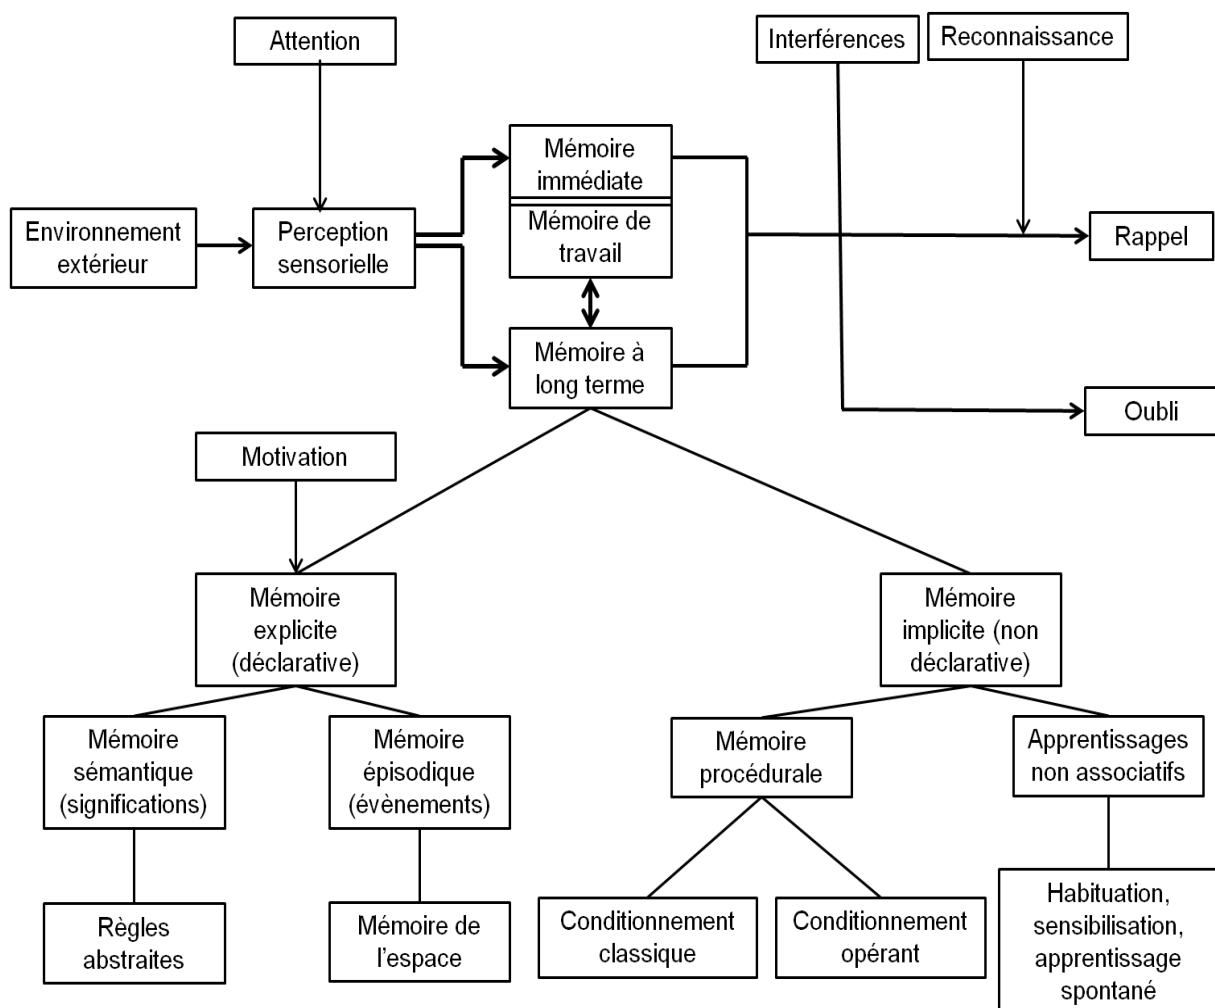 Attention
Interférences
Reconnaissance
Mémoire
immédiate
Environnement
extérieur
Perception
sensorielle
Mémoire de
travail
Rappel
Mémoire à
long terme
Oubli
Motivation
Mémoire
explicite
(déclarative)
Mémoire
implicite (non
déclarative)
Mémoire
sémantique
(significations)
Mémoire
épisodique
(évènements)
Mémoire
procédurale
Apprentissages
non associatifs
Règles
abstraites
Mémoire de
l'espace
Conditionnement
classique
Conditionnement
opérant
Habituation,
sensibilisation,
apprentissage
spontané